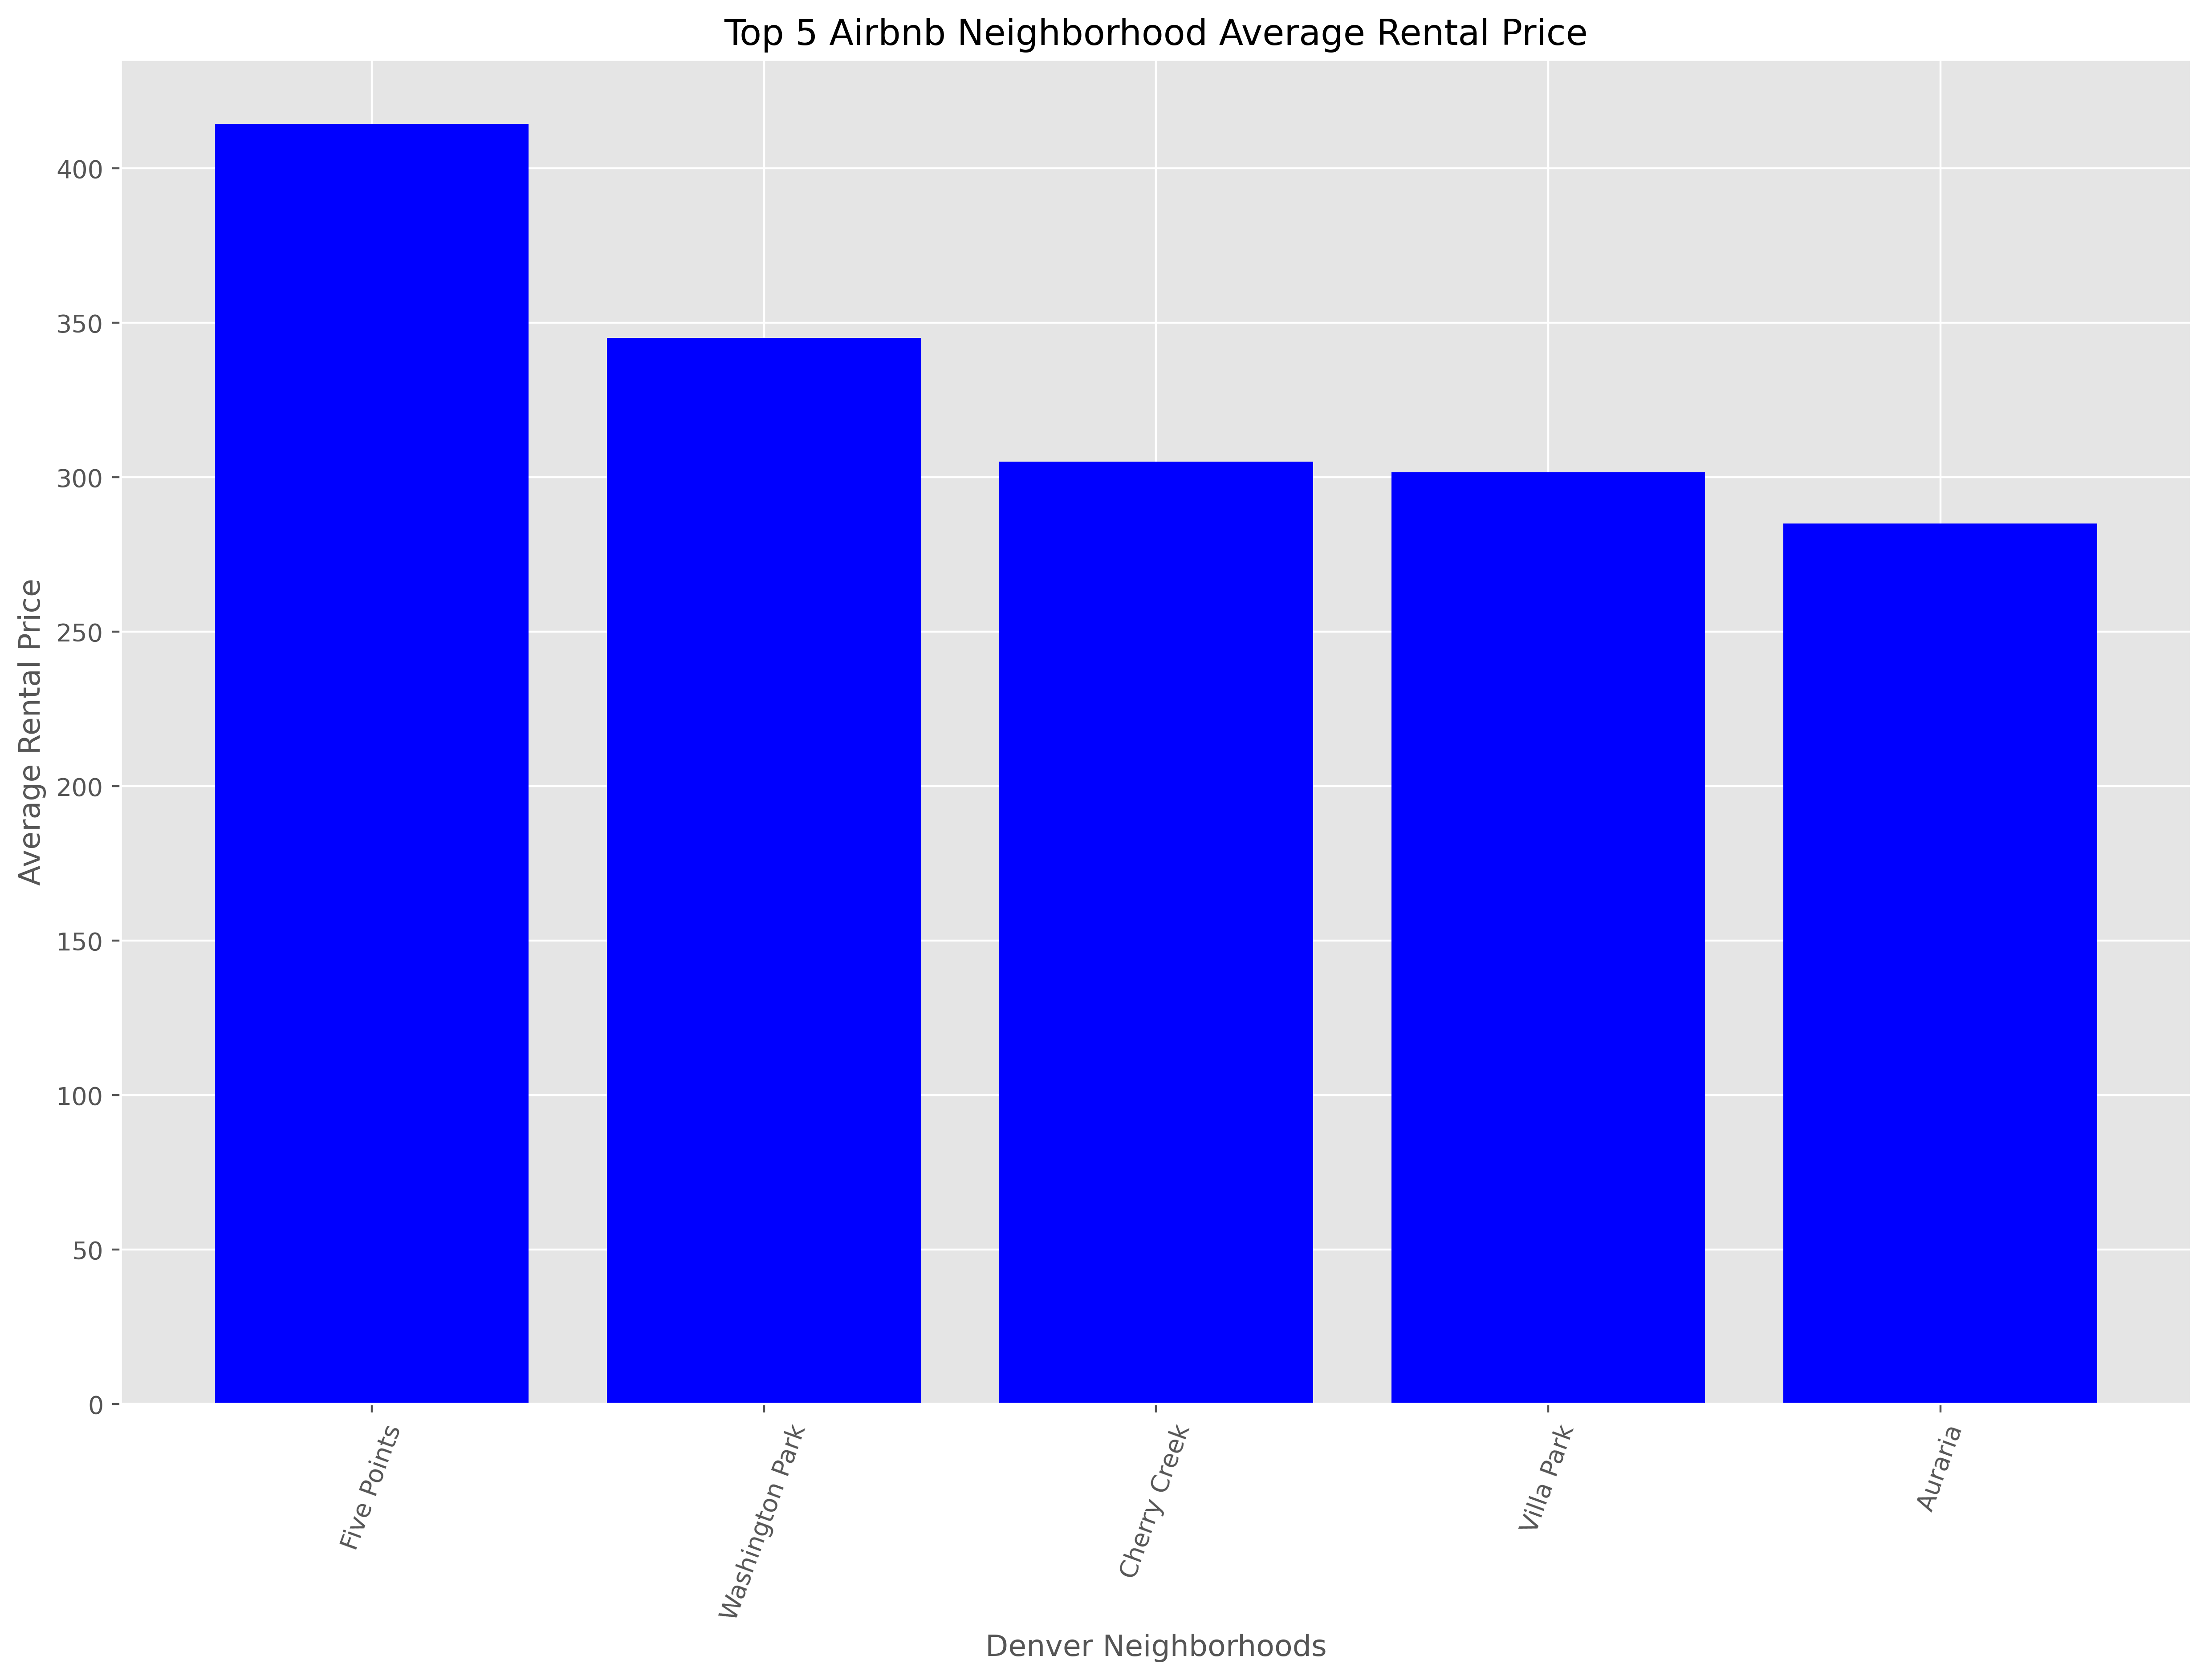 Top 5 Airbnb Neighborhood Average Rental Price
Average Rental Price
400
350
300
250
200
150
100
50
0
Five Points
Washington Park
Cherry Creek
Villa Park
Auraria
Denver Neighborhoods